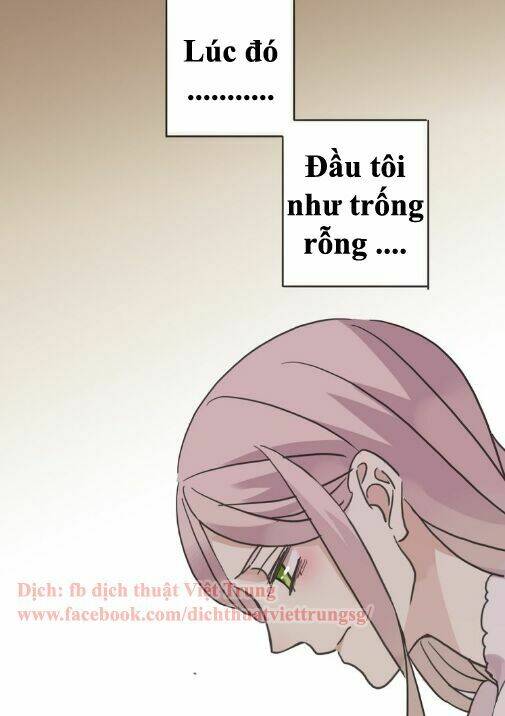 Lúc đó
...........
Đầu tôi
như trống
rỗng ....
Dịch: fb dịch thuật Việt Trung
www.facebook.com/dichthuatviettrungsg/